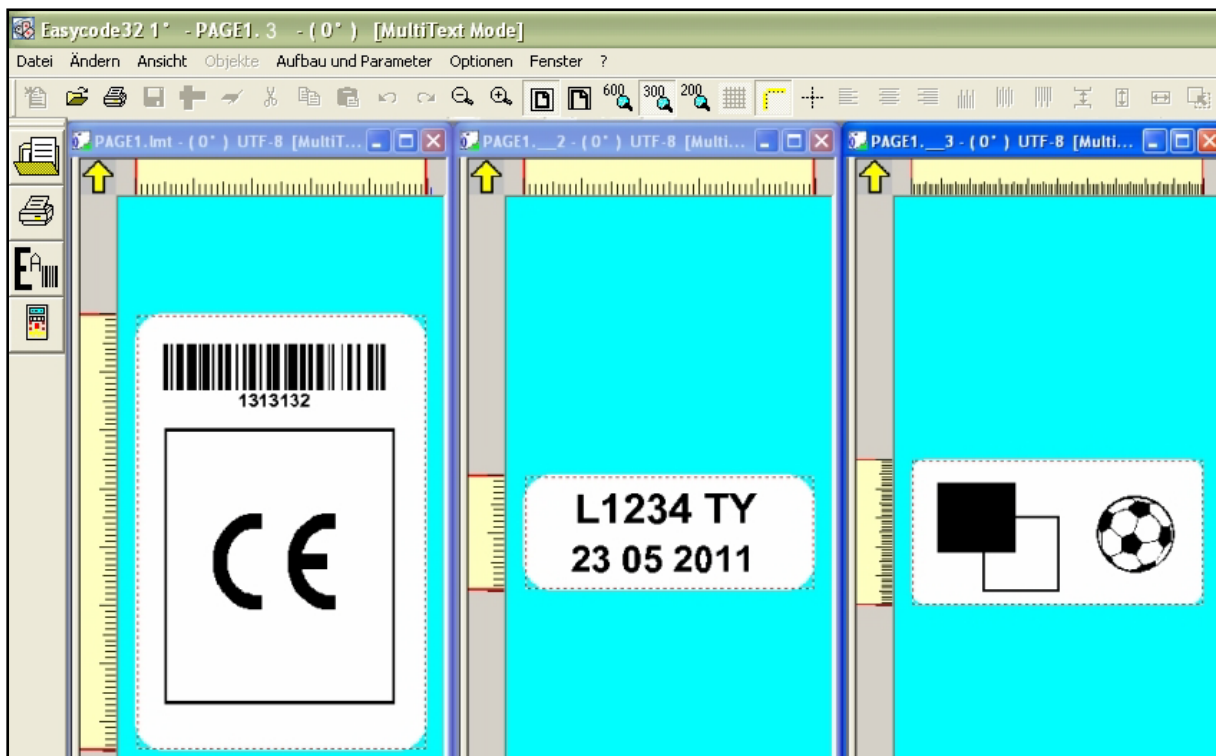 Easycode32 1° - PAGE1. 3 - ( 0° ) [MultiText Mode]
Datei Ändern Ansicht Objekte Aufbau und Parameter Optionen Fenster ?
600 300 200
PAGE1.lmt - ( 0° ) UTF-8 [MultiT...
PAGE1.__2 - ( 0° ) UTF-8 [Multi...
PAGE1.__3 - ( 0° ) UTF-8 [Multi...
EA
1313132
CE
L1234 TY
23 05 2011